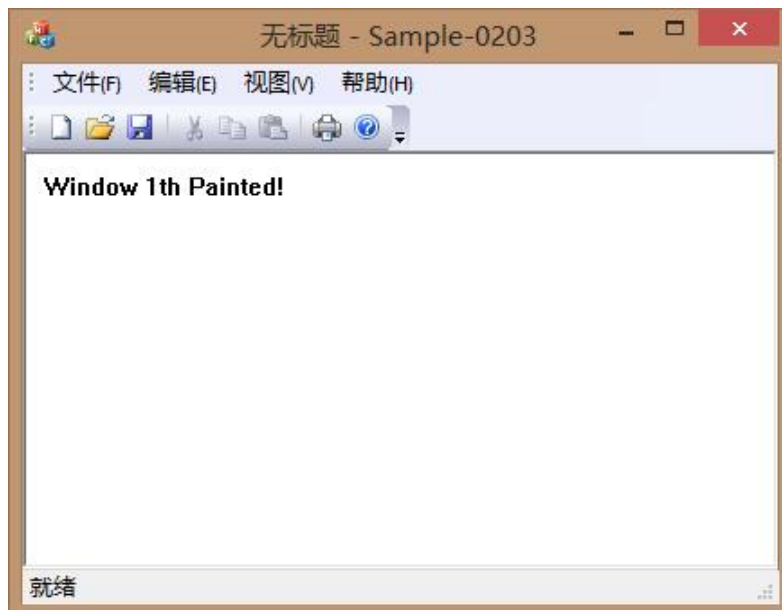 无标题 - Sample-0203
文件(F) 编辑(E) 视图(V) 帮助(H)
Window 1th Painted!
就绪